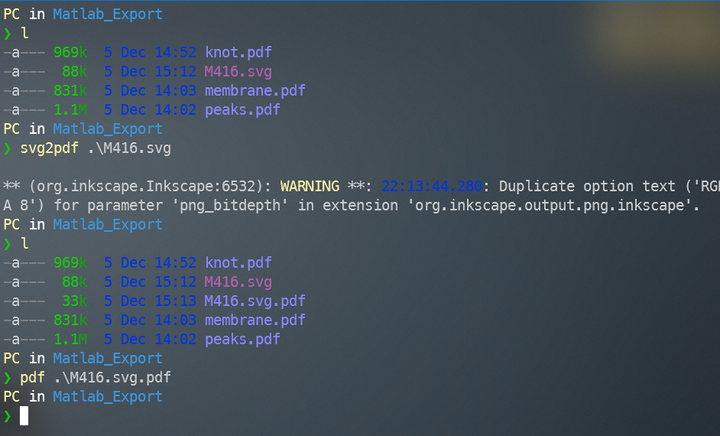 PC in Matlab_Export
❯ l
-a--- 969k  5 Dec 14:52 knot.pdf
-a---  88k  5 Dec 15:12 M416.svg
-a--- 831k  5 Dec 14:03 membrane.pdf
-a--- 1.1M  5 Dec 14:02 peaks.pdf
PC in Matlab_Export
❯ svg2pdf .\M416.svg
** (org.inkscape.Inkscape:6532): WARNING **: 22:13:44.280: Duplicate option text ('RGB
A 8') for parameter 'png_bitdepth' in extension 'org.inkscape.output.png.inkscape'.
PC in Matlab_Export
❯ l
-a--- 969k  5 Dec 14:52 knot.pdf
-a---  88k  5 Dec 15:12 M416.svg
-a---  33k  5 Dec 15:13 M416.svg.pdf
-a--- 831k  5 Dec 14:03 membrane.pdf
-a--- 1.1M  5 Dec 14:02 peaks.pdf
PC in Matlab_Export
❯ pdf .\M416.svg.pdf
PC in Matlab_Export
❯